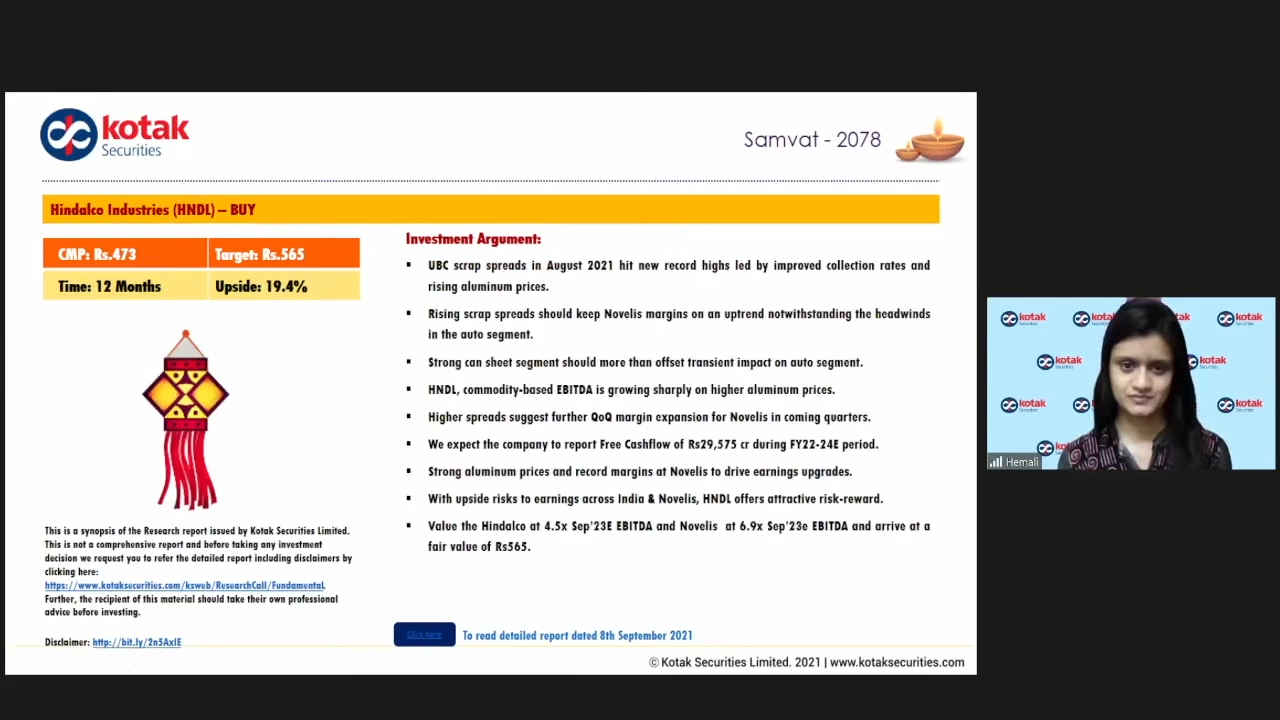 kotak
Securities
Samvat - 2078
Hindalco Industries (HNDL) – BUY
CMP: Rs.473
Target: Rs.565
Time: 12 Months
Upside: 19.4%
Investment Argument:
UBC scrap spreads in August 2021 hit new record highs led by improved collection rates and
rising aluminum prices.
Rising scrap spreads should keep Novelis margins on an uptrend notwithstanding the headwinds
in the auto segment.
Strong can sheet segment should more than offset transient impact on auto segment.
HNDL, commodity-based EBITDA is growing sharply on higher aluminum prices.
Higher spreads suggest further QoQ margin expansion for Novelis in coming quarters.
We expect the company to report Free Cashflow of Rs29,575 cr during FY22-24E period.
Strong aluminum prices and record margins at Novelis to drive earnings upgrades.
With upside risks to earnings across India & Novelis, HNDL offers attractive risk-reward.
Value the Hindalco at 4.5x Sep'23E EBITDA and Novelis at 6.9x Sep'23e EBITDA and arrive at a
fair value of Rs565.
This is a synopsis of the Research report issued by Kotak Securities Limited.
This is not a comprehensive report and before taking any investment
decision we request you to refer the detailed report including disclaimers by
clicking here:
https://www.kotaksecurities.com/ksweb/ResearchCall/Fundamental
Further, the recipient of this material should take their own professional
advice before investing.
Disclaimer: http://bit.ly/2n5AxIE
Click here
To read detailed report dated 8th September 2021
© Kotak Securities Limited. 2021 | www.kotaksecurities.com
kotak
kotak
kotak
kotak
kotak
kotak
kotak
Hemali